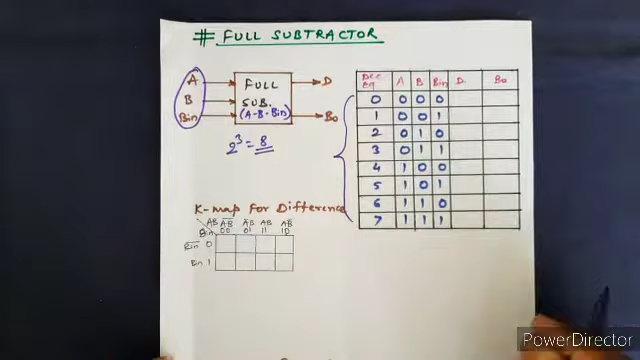 # FULL SUBTRACTOR
A
B
Bin
FULL
SUB.
(A-B-Bin)
D
Bo
2³ = 8
Dec eq A B Bin D Bo
0 0 0 0
1 0 0 1
2 0 1 0
3 0 1 1
4 1 0 0
5 1 0 1
6 1 1 0
7 1 1 1
K-map For Difference
AB A̅B̅ A̅B AB AB̅
Bin 00 01 11 10
B̅i̅n̅ 0
Bin 1
PowerDirector